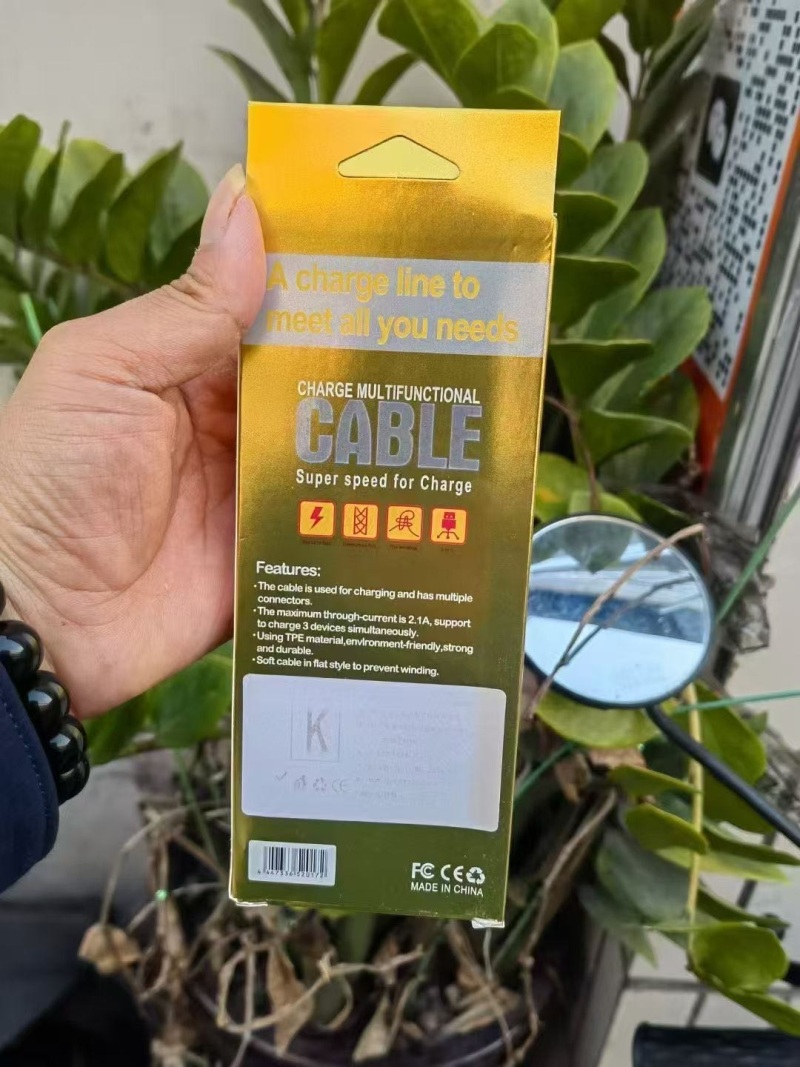 A charge line to
meet all you needs
CHARGE MULTIFUNCTIONAL
CABLE
Super speed for Charge
Features:
·The cable is used for charging and has multiple
connectors.
·The maximum through-current is 2.1A, support
to charge 3 devices simultaneously.
·Using TPE material,environment-friendly,strong
and durable.
·Soft cable in flat style to prevent winding.
K
CE
FC CE
MADE IN CHINA